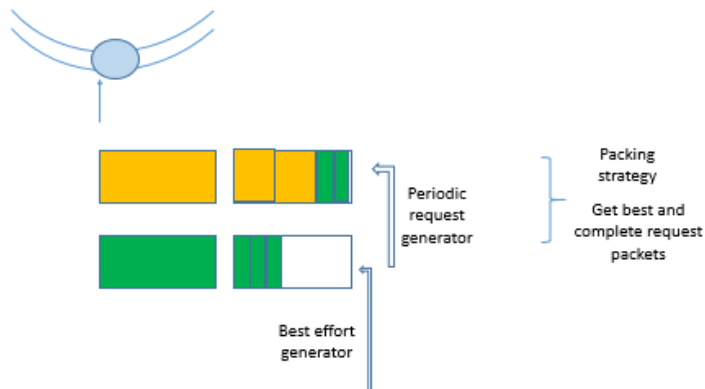 Periodic
request
generator
Best effort
generator
Packing
strategy
Get best and
complete request
packets